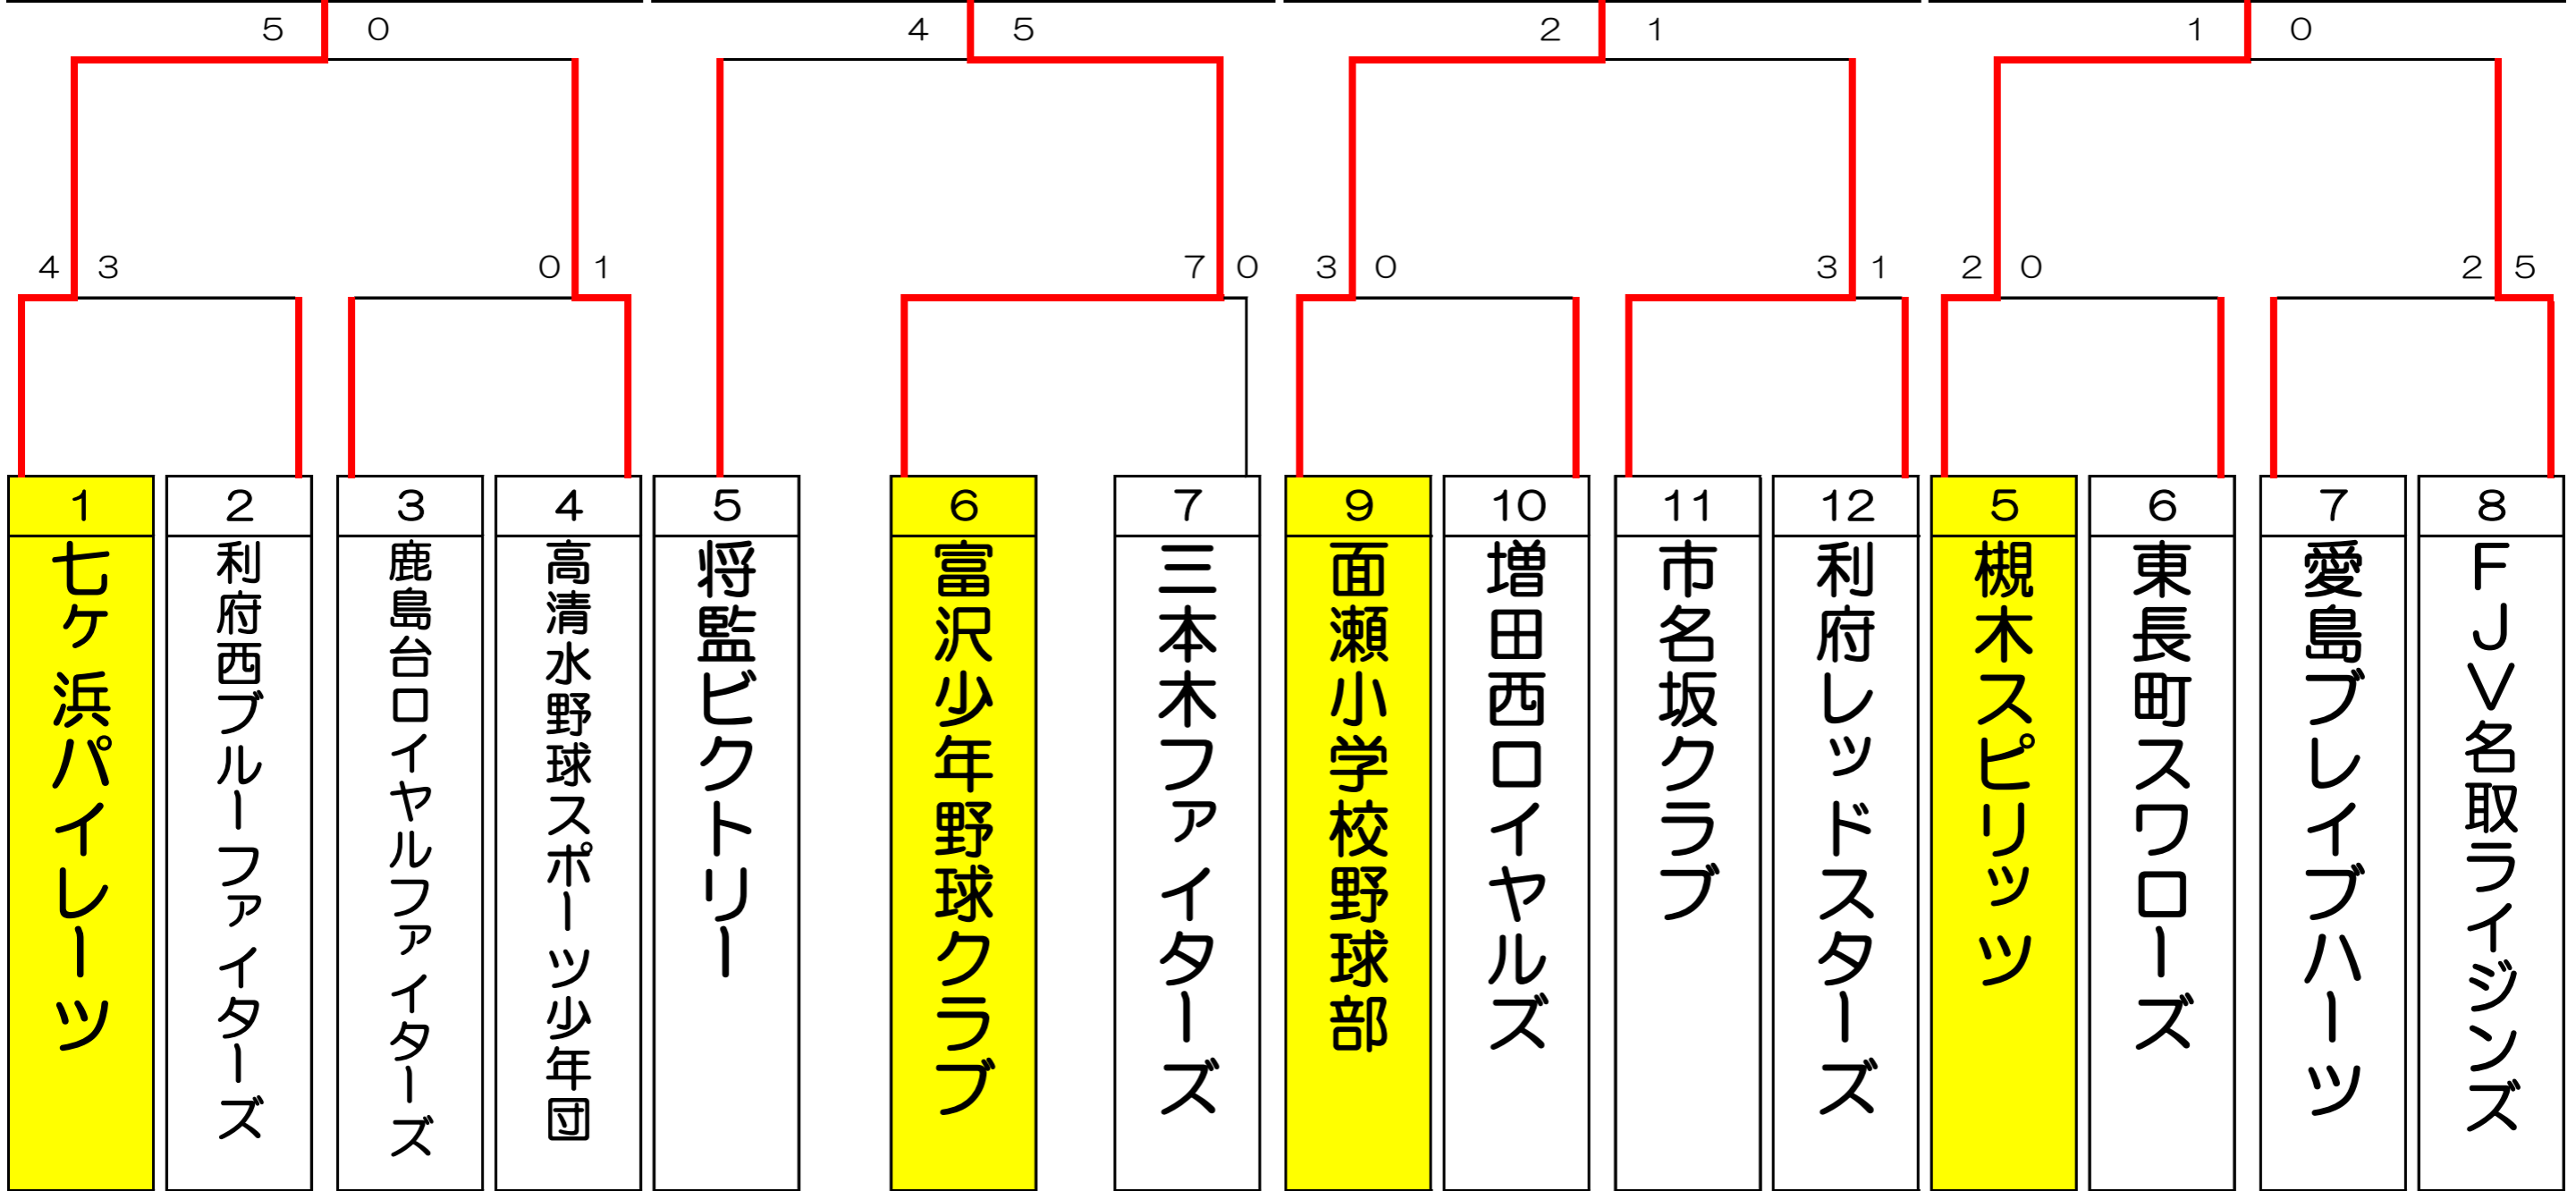 ５ ０ ４ ５ ２ １ １ ０
４ ３ ０ １ ７ ０ ３ ０ ３ １ ２ ０ ２ ５
1 2 3 4 5 6 7 9 10 11 12 5 6 7 8
七ヶ浜パイレーツ
利府西ブルーファイターズ
鹿島台ロイヤルファイターズ
高清水野球スポーツ少年団
将監ビクトリー
富沢少年野球クラブ
三本木ファイターズ
面瀬小学校野球部
増田西ロイヤルズ
市名坂クラブ
利府レッドスターズ
槻木スピリッツ
東長町スワローズ
愛島ブレイブハーツ
ＦＪＶ名取ライジンズ